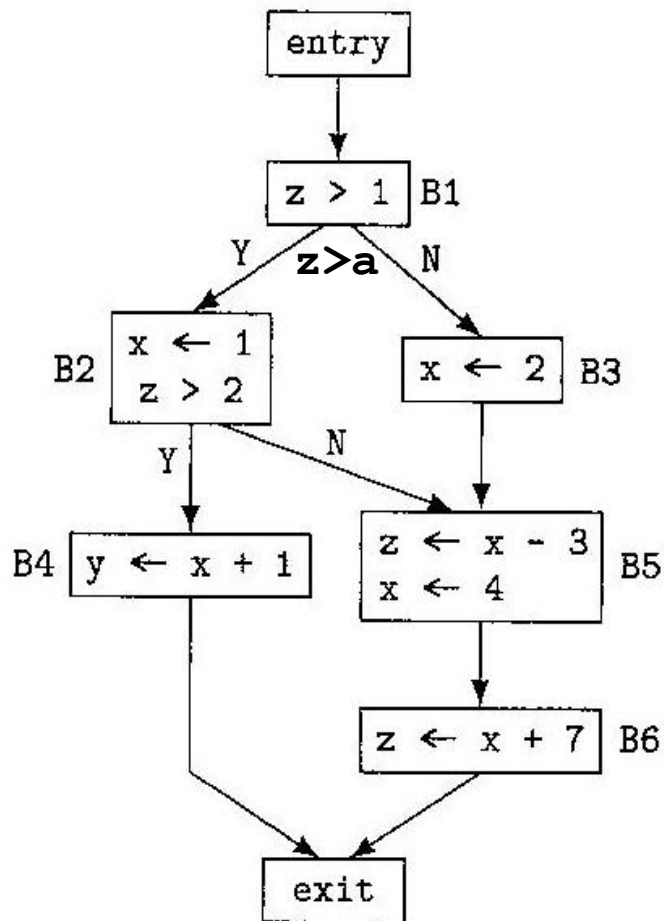 entry
z > 1 B1
Y z>a N
B2 x ← 1
z > 2
x ← 2 B3
Y N
B4 y ← x + 1
z ← x - 3
x ← 4 B5
z ← x + 7 B6
exit